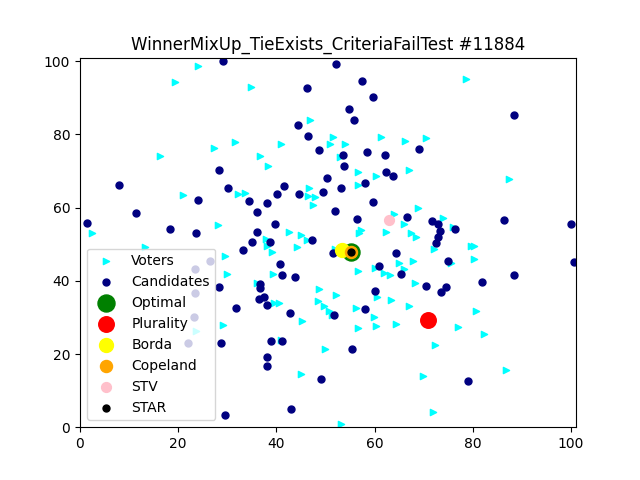 WinnerMixUp_TieExists_CriteriaFailTest #11884
100
80
60
40
20
0
Voters
Candidates
Optimal
Plurality
Borda
Copeland
STV
STAR
0 20 40 60 80 100